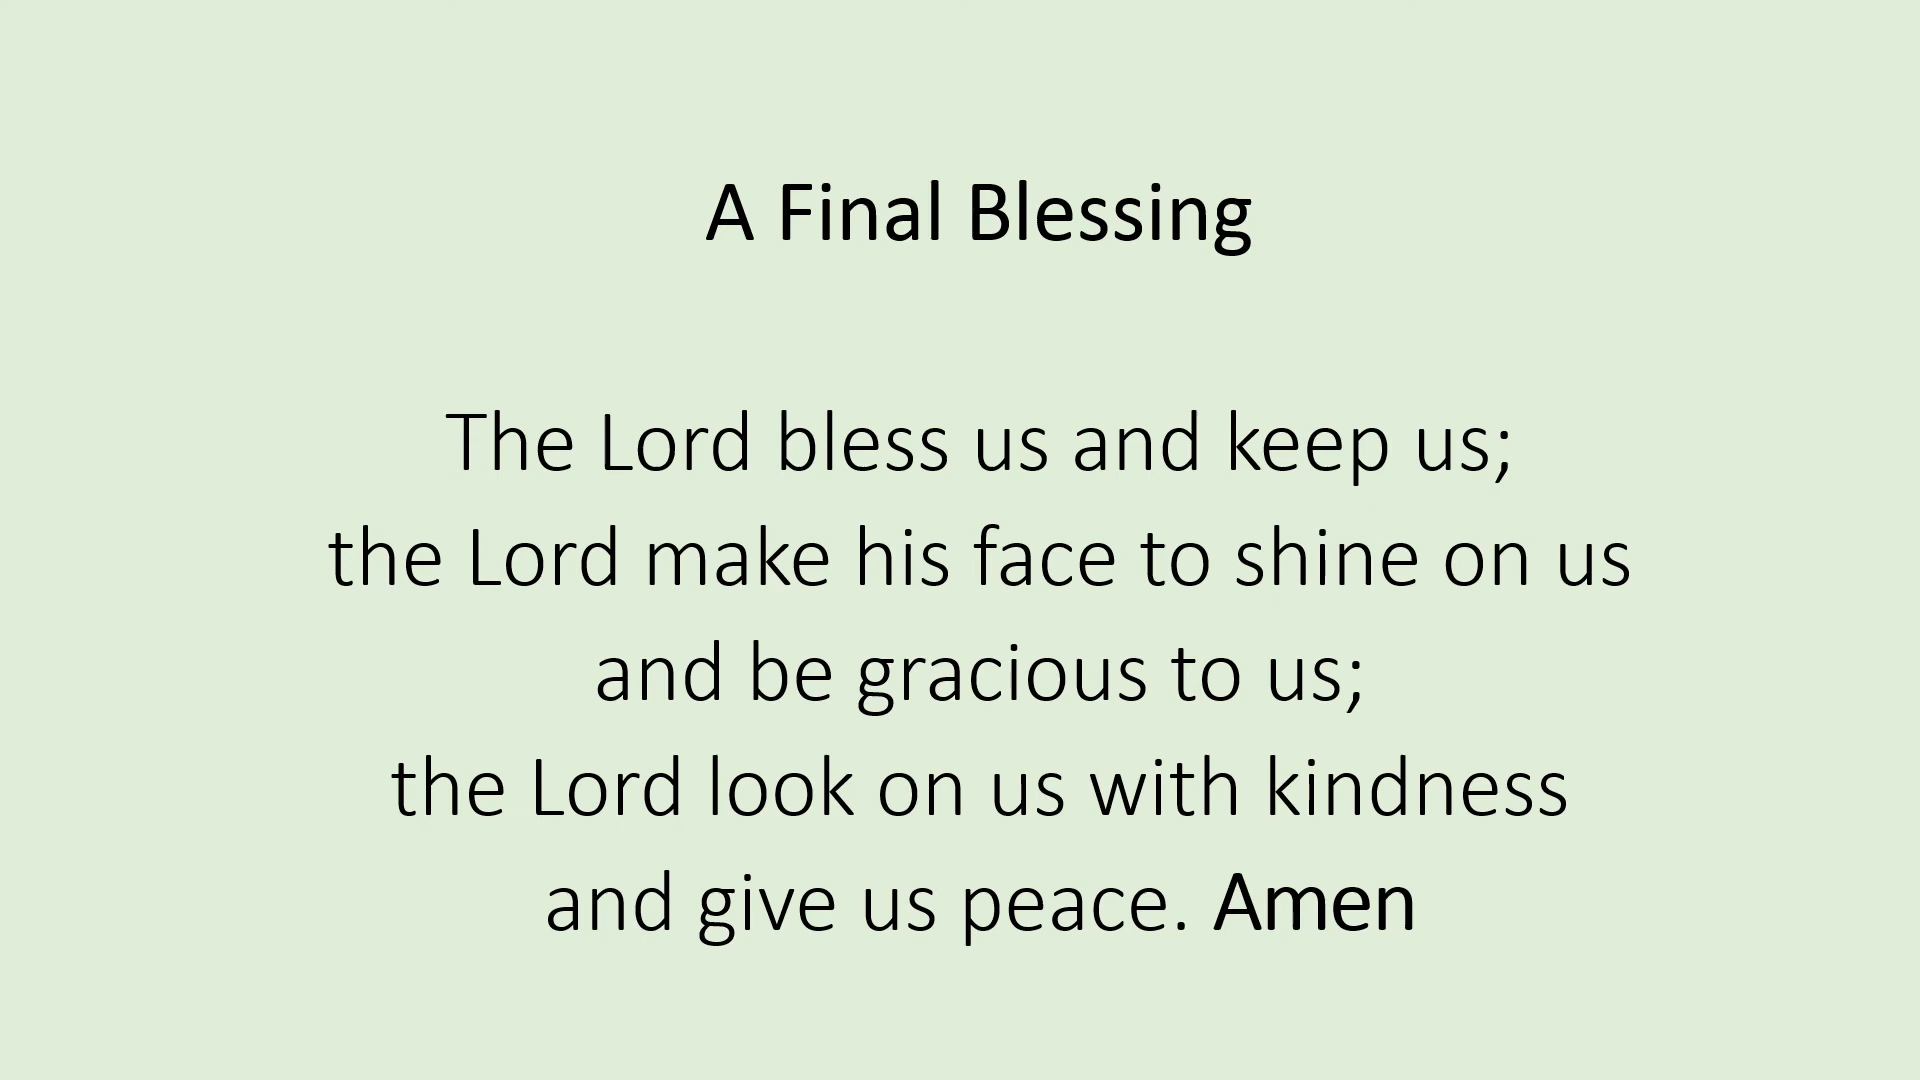 A Final Blessing
The Lord bless us and keep us;
the Lord make his face to shine on us
and be gracious to us;
the Lord look on us with kindness
and give us peace. Amen